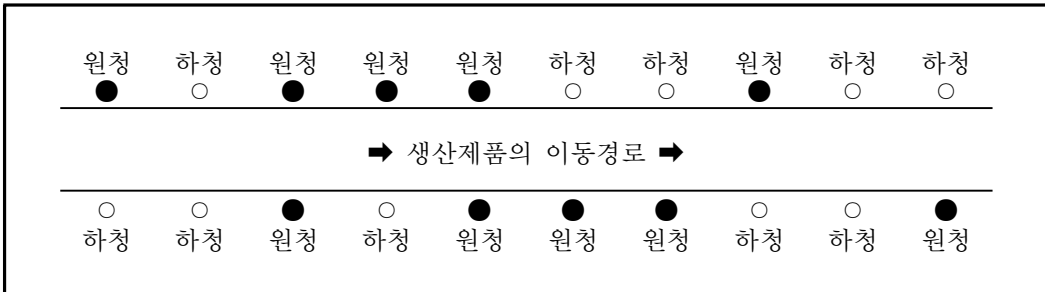 원청 하청 원청 원청 원청 하청 하청 원청 하청 하청
➡ 생산제품의 이동경로 ➡
하청 하청 원청 하청 원청 원청 원청 하청 하청 원청